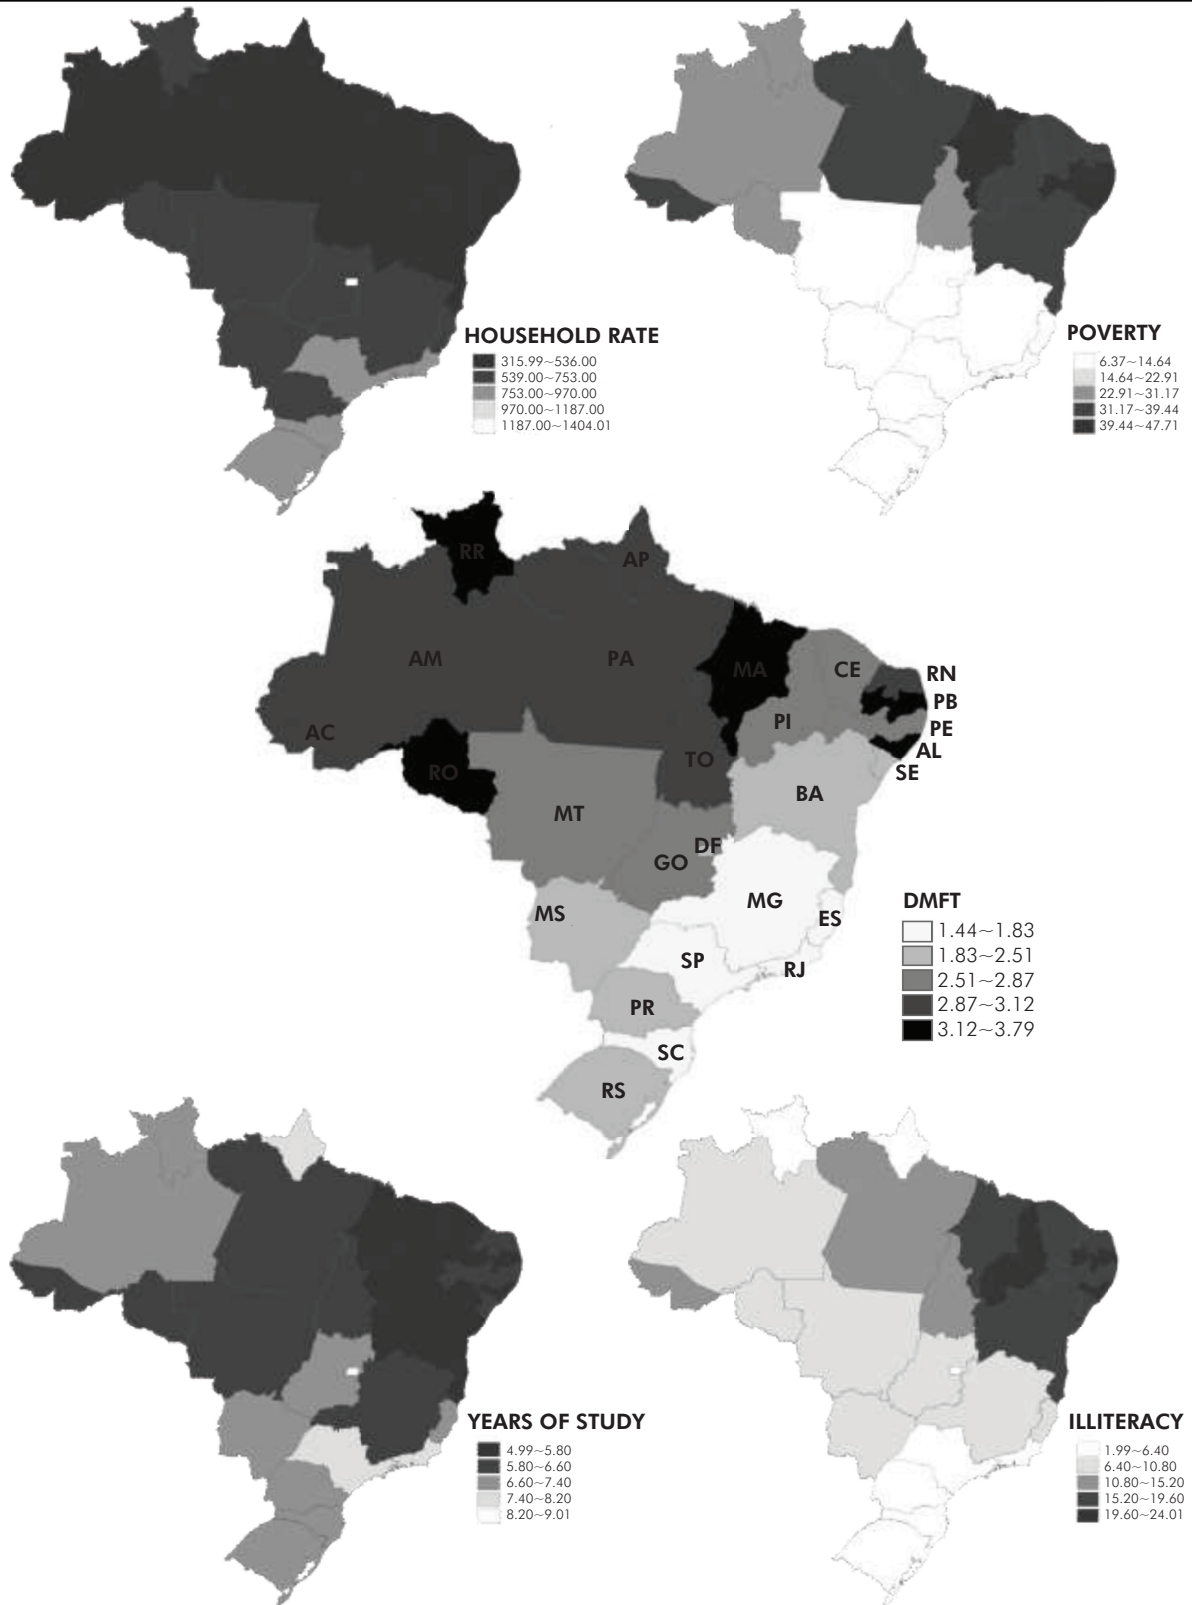 HOUSEHOLD RATE
315.99~536.00
539.00~753.00
753.00~970.00
970.00~1187.00
1187.00~1404.01
POVERTY
6.37~14.64
14.64~22.91
22.91~31.17
31.17~39.44
39.44~47.71
RR
AP
AM
PA
MA
CE
RN
PB
PE
AL
SE
PI
AC
RO
TO
MT
BA
DF
GO
MG
ES
MS
SP
RJ
PR
SC
RS
DMFT
1.44~1.83
1.83~2.51
2.51~2.87
2.87~3.12
3.12~3.79
YEARS OF STUDY
4.99~5.80
5.80~6.60
6.60~7.40
7.40~8.20
8.20~9.01
ILLITERACY
1.99~6.40
6.40~10.80
10.80~15.20
15.20~19.60
19.60~24.01